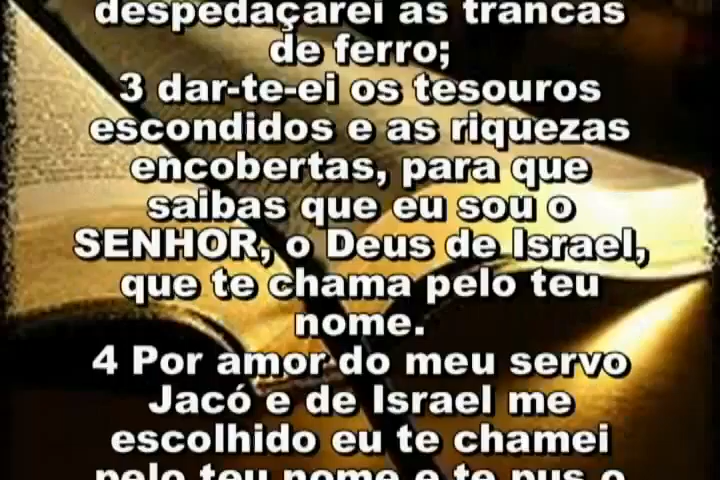 despedaçarei as trancas
de ferro;
3 dar-te-ei os tesouros
escondidos e as riquezas
encobertas, para que
saibas que eu sou o
SENHOR, o Deus de Israel,
que te chama pelo teu
nome.
4 Por amor do meu servo
Jacó e de Israel me
escolhido eu te chamei
pelo teu nome e te pus o